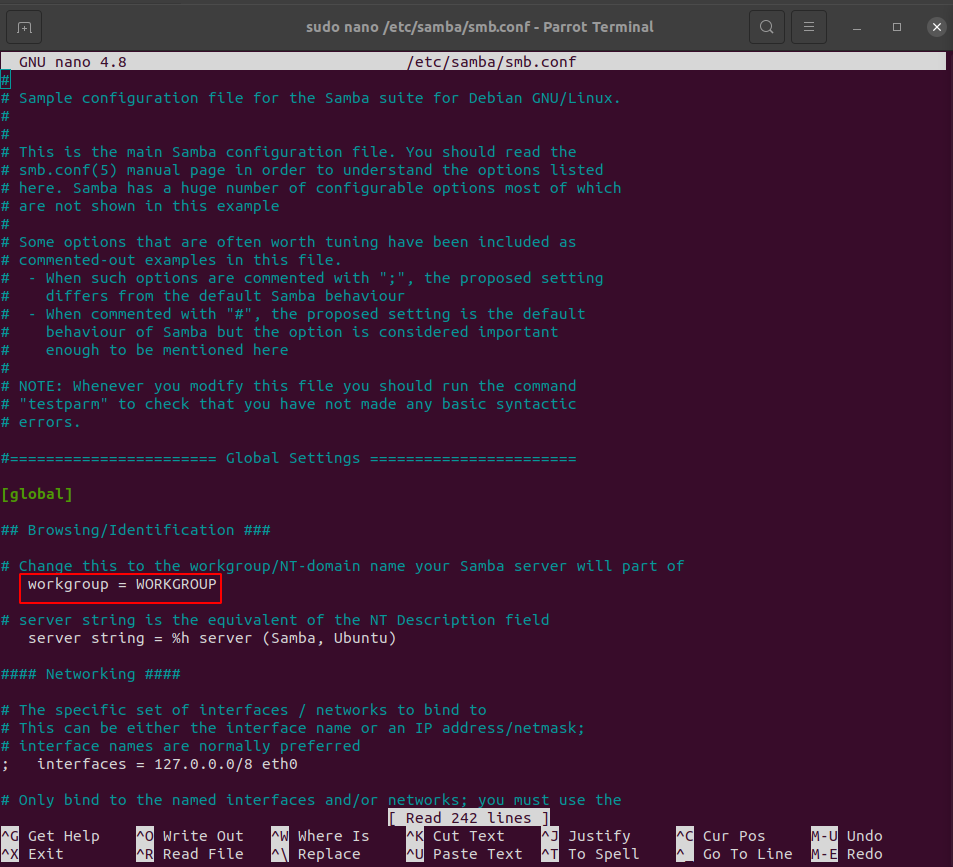 sudo nano /etc/samba/smb.conf - Parrot Terminal
GNU nano 4.8 /etc/samba/smb.conf
#
# Sample configuration file for the Samba suite for Debian GNU/Linux.
#
#
# This is the main Samba configuration file. You should read the
# smb.conf(5) manual page in order to understand the options listed
# here. Samba has a huge number of configurable options most of which
# are not shown in this example
#
# Some options that are often worth tuning have been included as
# commented-out examples in this file.
#  - When such options are commented with ";", the proposed setting
#    differs from the default Samba behaviour
#  - When commented with "#", the proposed setting is the default
#    behaviour of Samba but the option is considered important
#    enough to be mentioned here
#
# NOTE: Whenever you modify this file you should run the command
# "testparm" to check that you have not made any basic syntactic
# errors.
#======================= Global Settings =======================
[global]
## Browsing/Identification ###
# Change this to the workgroup/NT-domain name your Samba server will part of
   workgroup = WORKGROUP
# server string is the equivalent of the NT Description field
   server string = %h server (Samba, Ubuntu)
#### Networking ####
# The specific set of interfaces / networks to bind to
# This can be either the interface name or an IP address/netmask;
# interface names are normally preferred
;   interfaces = 127.0.0.0/8 eth0
# Only bind to the named interfaces and/or networks; you must use the
[ Read 242 lines ]
^G Get Help ^O Write Out ^W Where Is ^K Cut Text ^J Justify ^C Cur Pos M-U Undo
^X Exit ^R Read File ^\ Replace ^U Paste Text ^T To Spell ^_ Go To Line M-E Redo